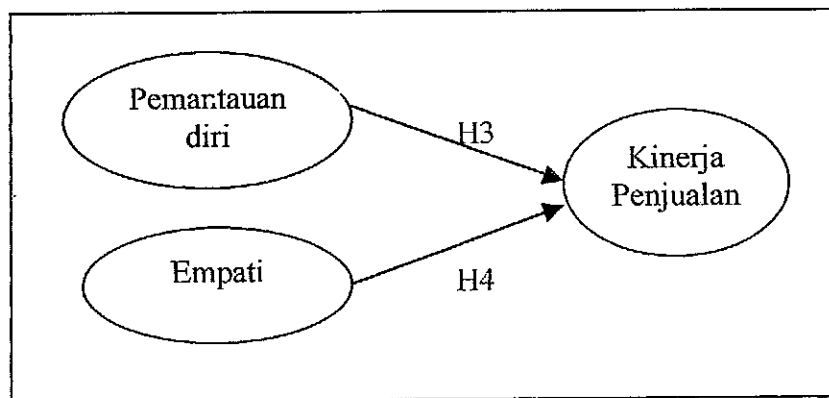 Pemantauan
diri
H3
Kinerja
Penjualan
Empati
H4